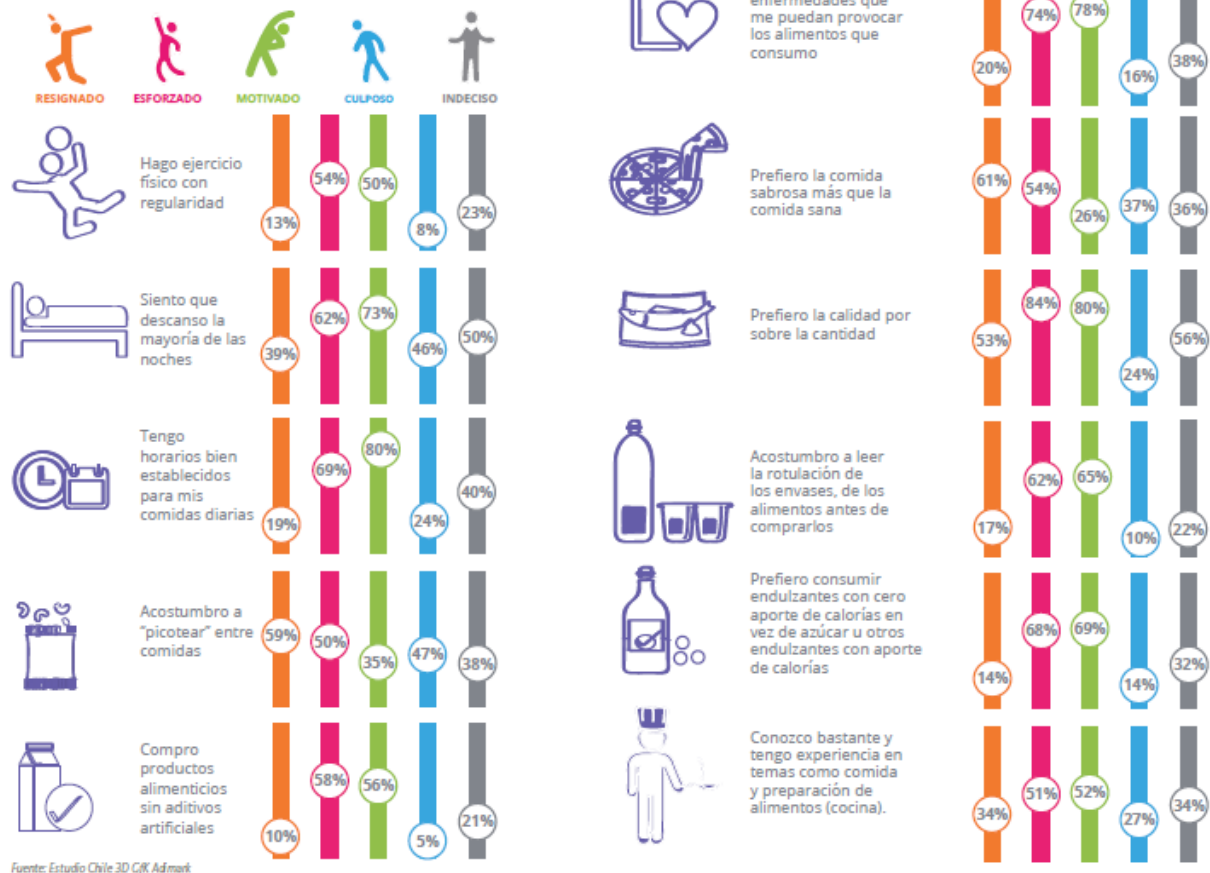 RESIGNADO ESFORZADO MOTIVADO CULPOSO INDECISO
Hago ejercicio
físico con
regularidad
13% 54% 50% 8% 23%
Siento que
descanso la
mayoría de las
noches
39% 62% 73% 46% 50%
Tengo
horarios bien
establecidos
para mis
comidas diarias
19% 69% 80% 24% 40%
Acostumbro a
"picotear" entre
comidas
59% 50% 35% 47% 38%
Compro
productos
alimenticios
sin aditivos
artificiales
10% 58% 56% 5% 21%
Fuente: Estudio Chile 3D GfK Adimark
enfermedades que
me puedan provocar
los alimentos que
consumo
20% 74% 78% 16% 38%
Prefiero la comida
sabrosa más que la
comida sana
61% 54% 26% 37% 36%
Prefiero la calidad por
sobre la cantidad
53% 84% 80% 24% 56%
Acostumbro a leer
la rotulación de
los envases, de los
alimentos antes de
comprarlos
17% 62% 65% 10% 22%
Prefiero consumir
endulzantes con cero
aporte de calorías en
vez de azúcar u otros
endulzantes con aporte
de calorías
14% 68% 69% 14% 32%
Conozco bastante y
tengo experiencia en
temas como comida
y preparación de
alimentos (cocina).
34% 51% 52% 27% 34%